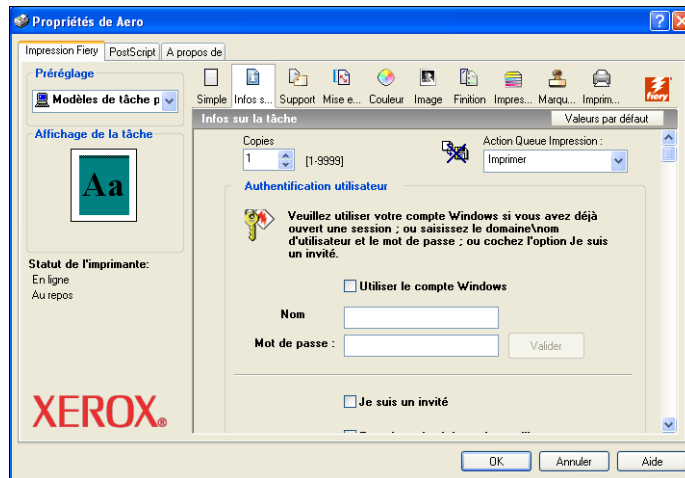 Propriétés de Aero
Impression Fiery
PostScript
A propos de
Préréglage
Modèles de tâche p
Affichage de la tâche
Aa
Statut de l'imprimante:
En ligne
Au repos
XEROX®
Simple
Infos s...
Support
Mise e...
Couleur
Image
Finition
Impres...
Marqu...
Imprim...
fiery
Infos sur la tâche
Valeurs par défaut
Copies
1
[1-9999]
Action Queue Impression :
Imprimer
Authentification utilisateur
Veuillez utiliser votre compte Windows si vous avez déjà
ouvert une session ; ou saisissez le domaine\nom
d'utilisateur et le mot de passe ; ou cochez l'option Je suis
un invité.
Utiliser le compte Windows
Nom
Mot de passe :
Valider
Je suis un invité
OK
Annuler
Aide